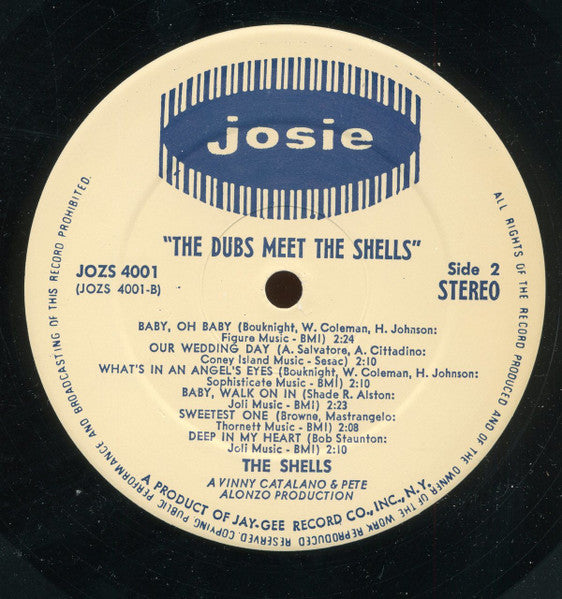 josie
"THE DUBS MEET THE SHELLS"
JOZS 4001
(JOZS 4001-B)
Side 2
STEREO
BABY, OH BABY (Bouknight, W. Coleman, H. Johnson:
Figure Music - BMI) 2:24
OUR WEDDING DAY (A. Salvatore, A. Cittadino:
Coney Island Music - Sesac) 2:10
WHAT'S IN AN ANGEL'S EYES (Bouknight, W. Coleman, H. Johnson:
Sophisticate Music - BMI) 2:10
BABY, WALK ON IN (Shade R. Alston:
Joli Music - BMI) 2:23
SWEETEST ONE (Browne, Mastrangelo:
Thornett Music - BMI) 2:08
DEEP IN MY HEART (Bob Staunton:
Joli Music - BMI) 2:10
THE SHELLS
A VINNY CATALANO & PETE
ALONZO PRODUCTION
A PRODUCT OF JAY-GEE RECORD CO., INC., N.Y.
ALL RIGHTS OF THE RECORD PRODUCED AND OF THE OWNER OF THE WORK REPRODUCED RESERVED. COPYING, PUBLIC PERFORMANCE AND BROADCASTING OF THIS RECORD PROHIBITED.